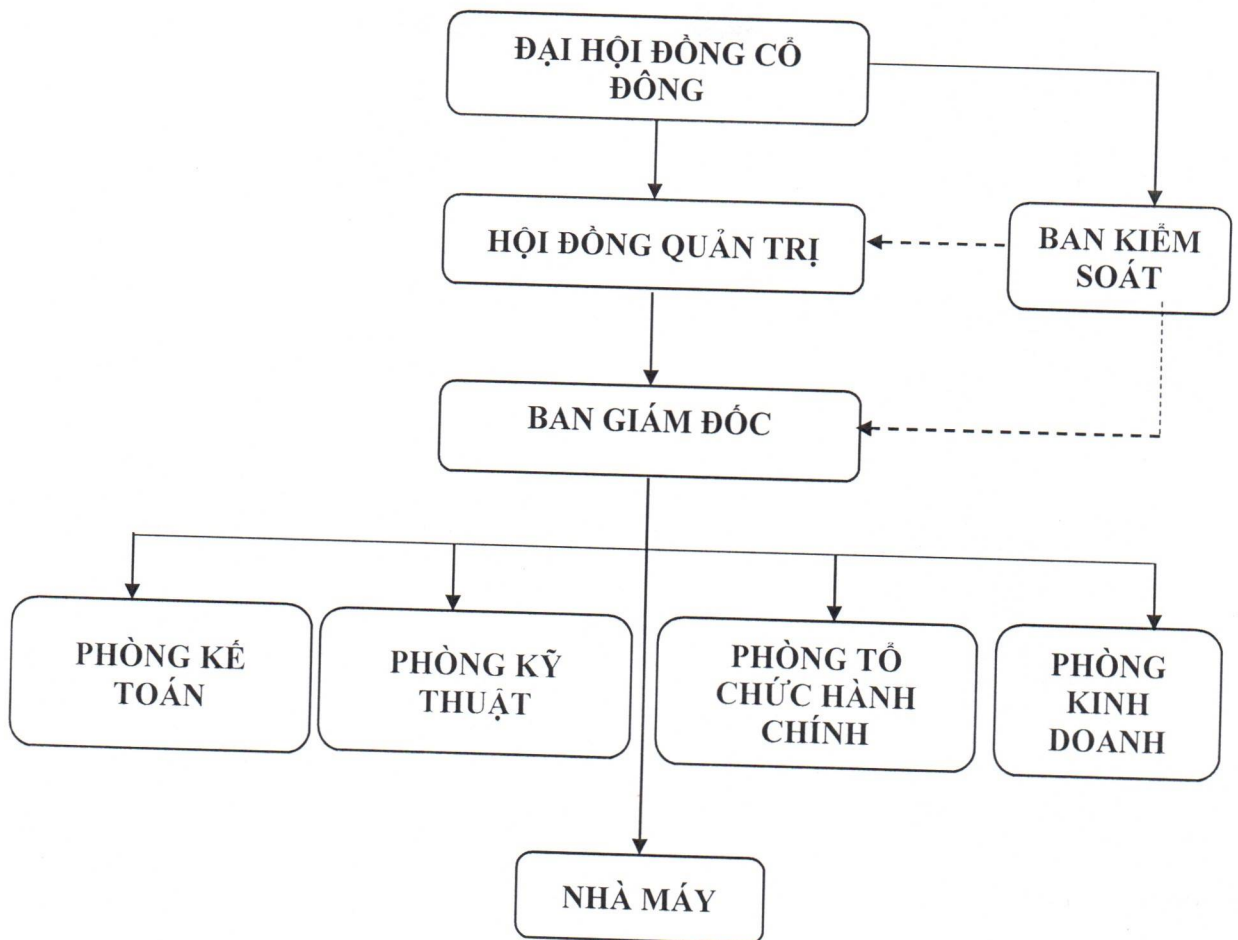 ĐẠI HỘI ĐỒNG CỔ
ĐÔNG
HỘI ĐỒNG QUẢN TRỊ
BAN KIỂM
SOÁT
BAN GIÁM ĐỐC
PHÒNG KẾ
TOÁN
PHÒNG KỸ
THUẬT
PHÒNG TỔ
CHỨC HÀNH
CHÍNH
PHÒNG
KINH
DOANH
NHÀ MÁY